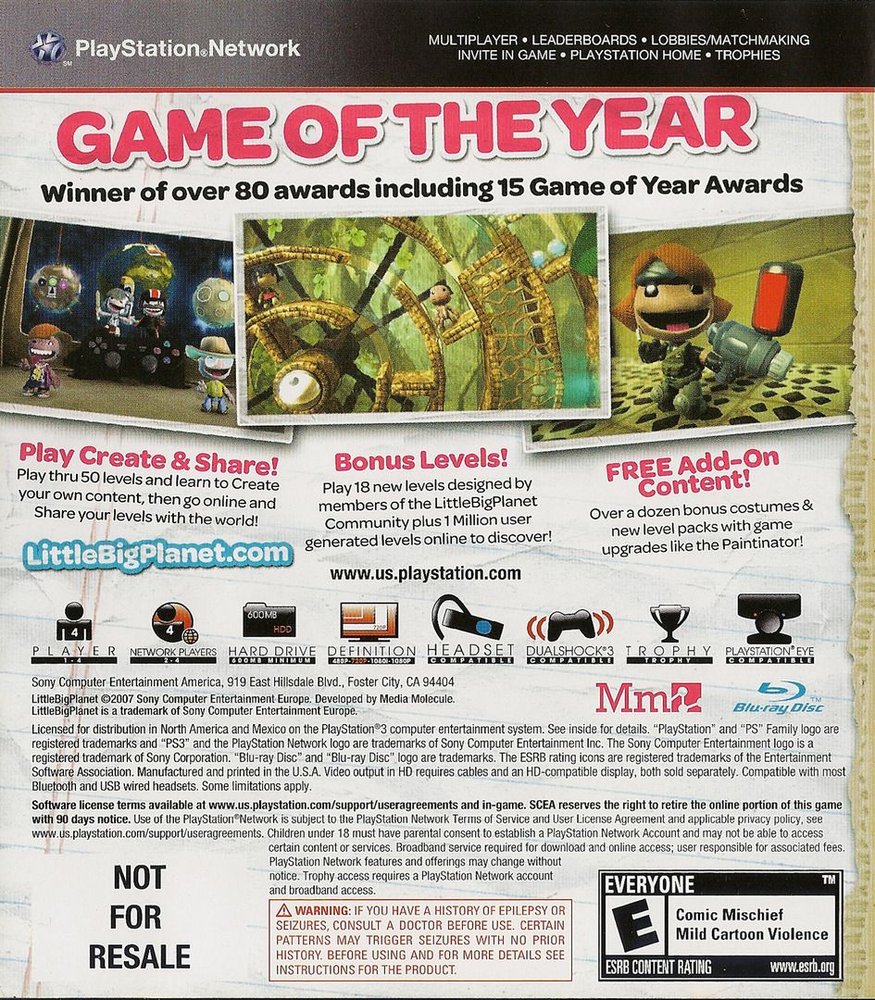 PlayStation®Network
SM
MULTIPLAYER • LEADERBOARDS • LOBBIES/MATCHMAKING
INVITE IN GAME • PLAYSTATION HOME • TROPHIES
GAME OF THE YEAR
Winner of over 80 awards including 15 Game of Year Awards
Play Create & Share!
Play thru 50 levels and learn to Create
your own content, then go online and
Share your levels with the world!
LittleBigPlanet.com
Bonus Levels!
Play 18 new levels designed by
members of the LittleBigPlanet
Community plus 1 Million user
generated levels online to discover!
FREE Add-On
Content!
Over a dozen bonus costumes &
new level packs with game
upgrades like the Paintinator!
www.us.playstation.com
4
PLAYER
1-4
4
NETWORK PLAYERS
2-4
600MB
HDD
HARD DRIVE
600MB MINIMUM
720P
DEFINITION
480P•720P•1080i•1080P
HEADSET
COMPATIBLE
DUALSHOCK®3
COMPATIBLE
TROPHY
TROPHY
PLAYSTATION®EYE
COMPATIBLE
Sony Computer Entertainment America, 919 East Hillsdale Blvd., Foster City, CA 94404
LittleBigPlanet ©2007 Sony Computer Entertainment Europe. Developed by Media Molecule.
LittleBigPlanet is a trademark of Sony Computer Entertainment Europe.
Mm
Blu-ray Disc
TM
Licensed for distribution in North America and Mexico on the PlayStation®3 computer entertainment system. See inside for details. "PlayStation" and "PS" Family logo are
registered trademarks and "PS3" and the PlayStation Network logo are trademarks of Sony Computer Entertainment Inc. The Sony Computer Entertainment logo is a
registered trademark of Sony Corporation. "Blu-ray Disc" and "Blu-ray Disc" logo are trademarks. The ESRB rating icons are registered trademarks of the Entertainment
Software Association. Manufactured and printed in the U.S.A. Video output in HD requires cables and an HD-compatible display, both sold separately. Compatible with most
Bluetooth and USB wired headsets. Some limitations apply.
Software license terms available at www.us.playstation.com/support/useragreements and in-game. SCEA reserves the right to retire the online portion of this game
with 90 days notice. Use of the PlayStation®Network is subject to the PlayStation Network Terms of Service and User License Agreement and applicable privacy policy, see
www.us.playstation.com/support/useragreements. Children under 18 must have parental consent to establish a PlayStation Network Account and may not be able to access
certain content or services. Broadband service required for download and online access; user responsible for associated fees.
PlayStation Network features and offerings may change without
notice. Trophy access requires a PlayStation Network account
and broadband access.
NOT
FOR
RESALE
WARNING: IF YOU HAVE A HISTORY OF EPILEPSY OR
SEIZURES, CONSULT A DOCTOR BEFORE USE. CERTAIN
PATTERNS MAY TRIGGER SEIZURES WITH NO PRIOR
HISTORY. BEFORE USING AND FOR MORE DETAILS SEE
INSTRUCTIONS FOR THE PRODUCT.
EVERYONE
TM
E
Comic Mischief
Mild Cartoon Violence
ESRB CONTENT RATING
www.esrb.org